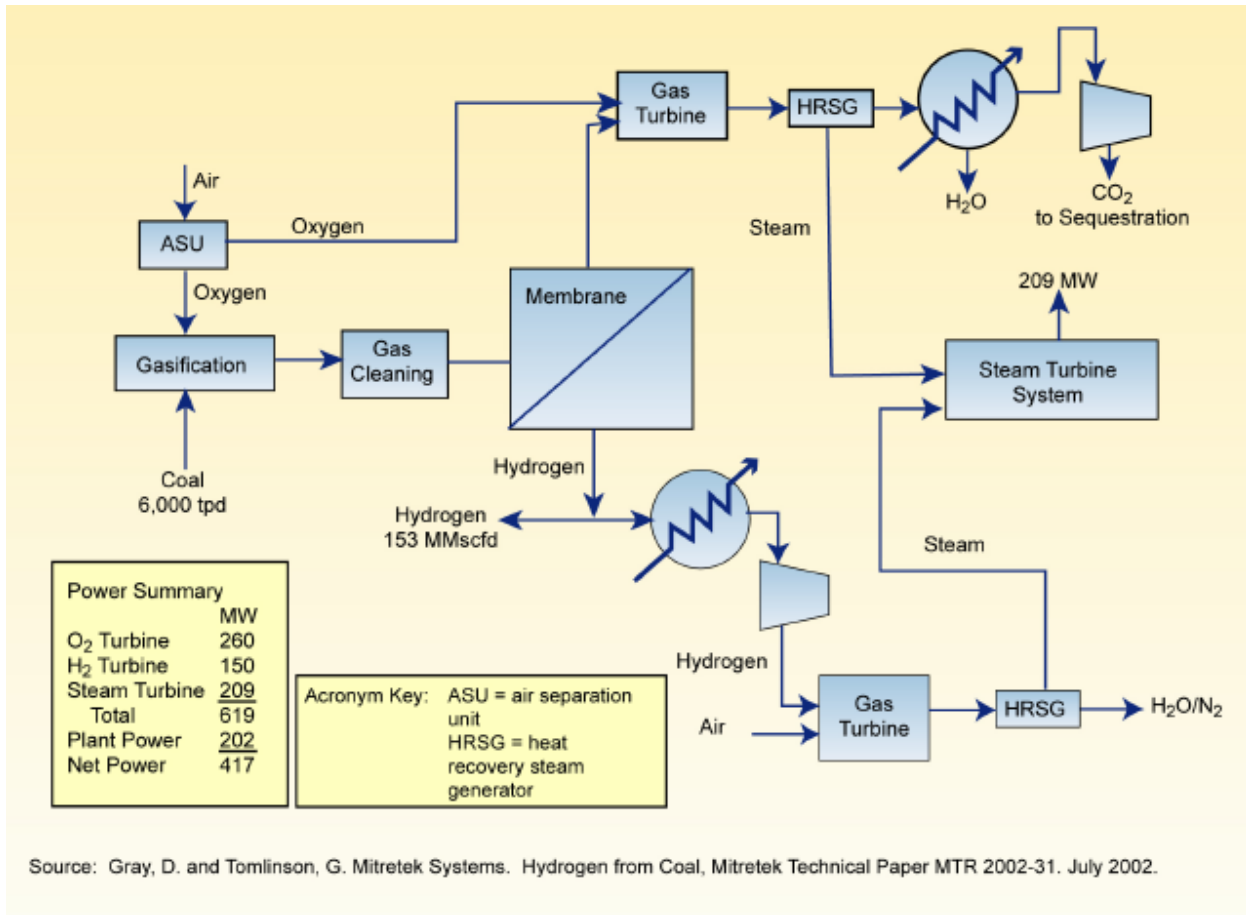 Gas
Turbine
HRSG
Air
H₂O
CO₂
to Sequestration
Oxygen
Steam
ASU
Oxygen
209 MW
Membrane
Gasification
Gas
Cleaning
Steam Turbine
System
Coal
6,000 tpd
Hydrogen
Hydrogen
153 MMscfd
Steam
Power Summary
MW
O₂ Turbine 260
H₂ Turbine 150
Steam Turbine 209
Total 619
Plant Power 202
Net Power 417
Acronym Key: ASU = air separation
unit
HRSG = heat
recovery steam
generator
Hydrogen
Air
Gas
Turbine
HRSG
H₂O/N₂
Source: Gray, D. and Tomlinson, G. Mitretek Systems. Hydrogen from Coal, Mitretek Technical Paper MTR 2002-31. July 2002.